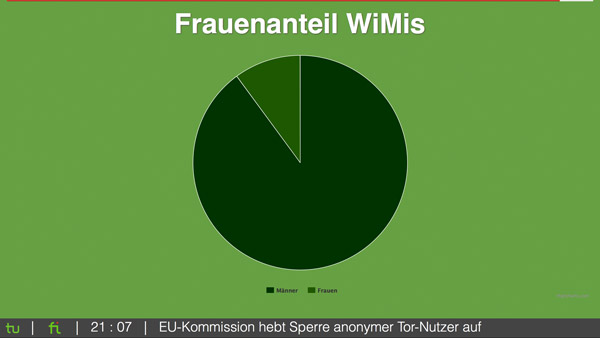 Frauenanteil WiMis
Männer Frauen
tu | fi | 21 : 07 | EU-Kommission hebt Sperre anonymer Tor-Nutzer auf